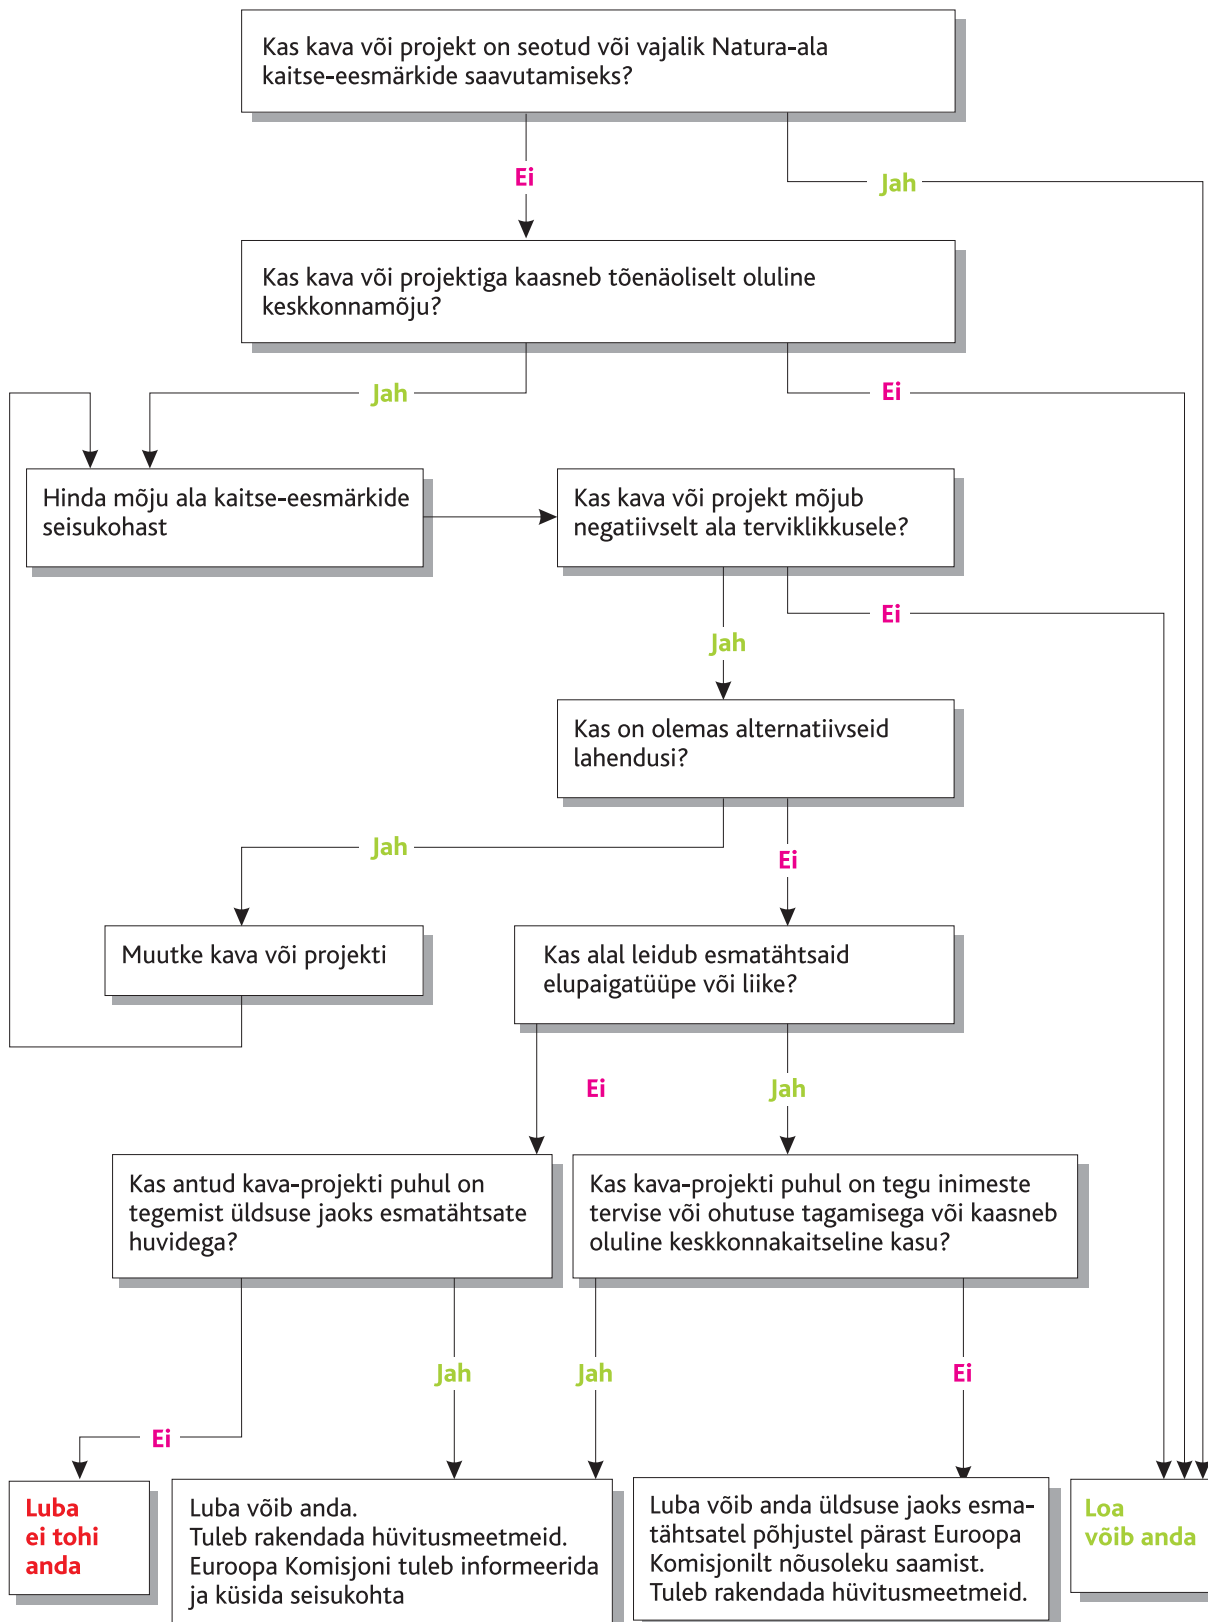 Kas kava või projekt on seotud või vajalik Natura-ala
kaitse-eesmärkide saavutamiseks?
Ei
Jah
Kas kava või projektiga kaasneb tõenäoliselt oluline
keskkonnamõju?
Jah
Ei
Hinda mõju ala kaitse-eesmärkide
seisukohast
Kas kava või projekt mõjub
negatiivselt ala terviklikkusele?
Ei
Jah
Kas on olemas alternatiivseid
lahendusi?
Jah
Ei
Muutke kava või projekti
Kas alal leidub esmatähtsaid
elupaigatüüpe või liike?
Ei
Jah
Kas antud kava-projekti puhul on
tegemist üldsuse jaoks esmatähtsate
huvidega?
Kas kava-projekti puhul on tegu inimeste
tervise või ohutuse tagamisega või kaasneb
oluline keskkonnakaitseline kasu?
Jah
Jah
Ei
Ei
Luba
ei tohi
anda
Luba võib anda.
Tuleb rakendada hüvitusmeetmeid.
Euroopa Komisjoni tuleb informeerida
ja küsida seisukohta
Luba võib anda üldsuse jaoks esma-
tähtsatel põhjustel pärast Euroopa
Komisjonilt nõusoleku saamist.
Tuleb rakendada hüvitusmeetmeid.
Loa
võib anda